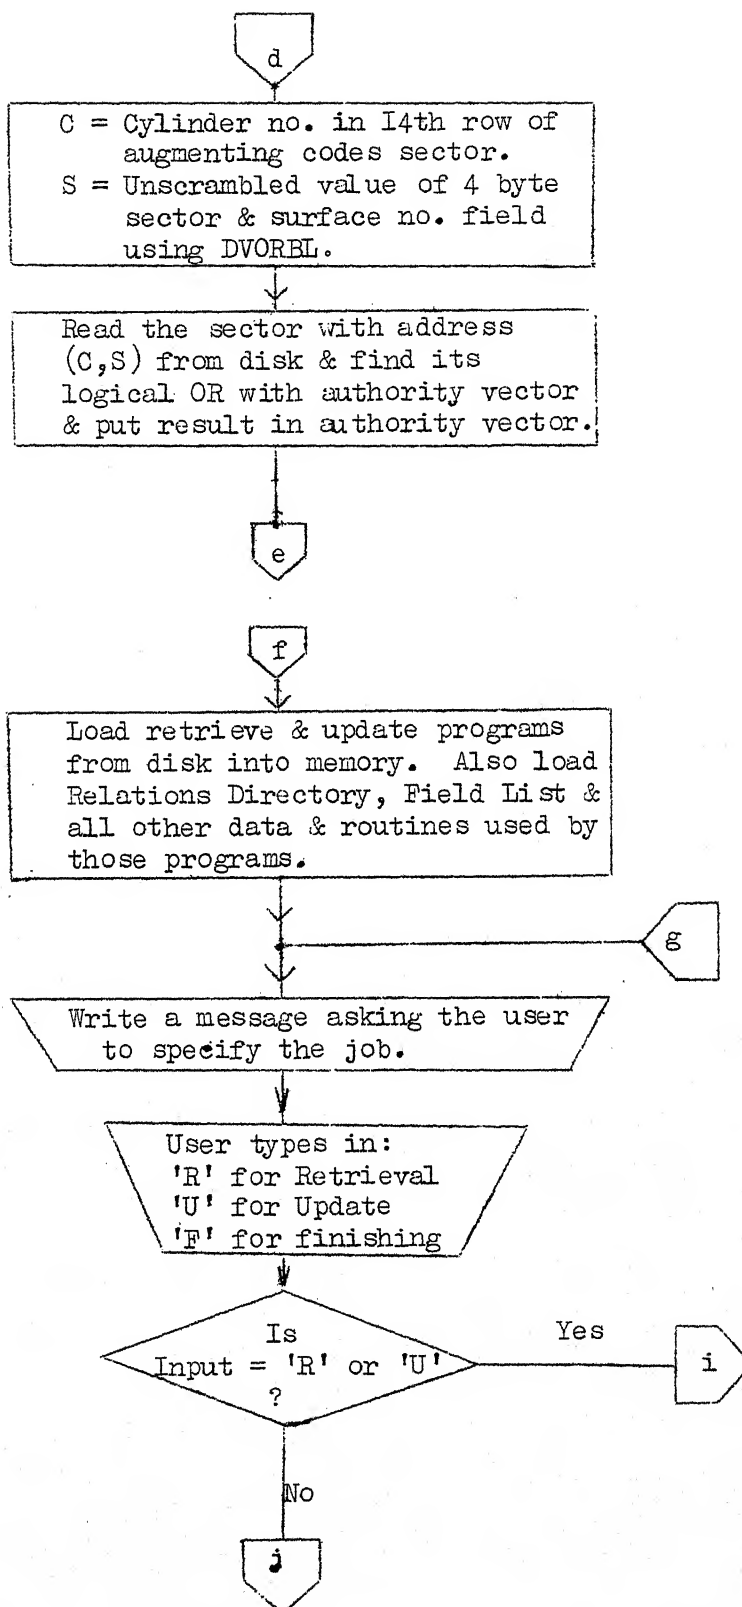 d
C = Cylinder no. in I4th row of
augmenting codes sector.
S = Unscrambled value of 4 byte
sector & surface no. field
using DVORBL.
Read the sector with address
(C,S) from disk & find its
logical OR with authority vector
& put result in authority vector.
e
f
Load retrieve & update programs
from disk into memory. Also load
Relations Directory, Field List &
all other data & routines used by
those programs.
g
Write a message asking the user
to specify the job.
User types in:
'R' for Retrieval
'U' for Update
'F' for finishing
Is
Input = 'R' or 'U'
?
Yes
i
No
j